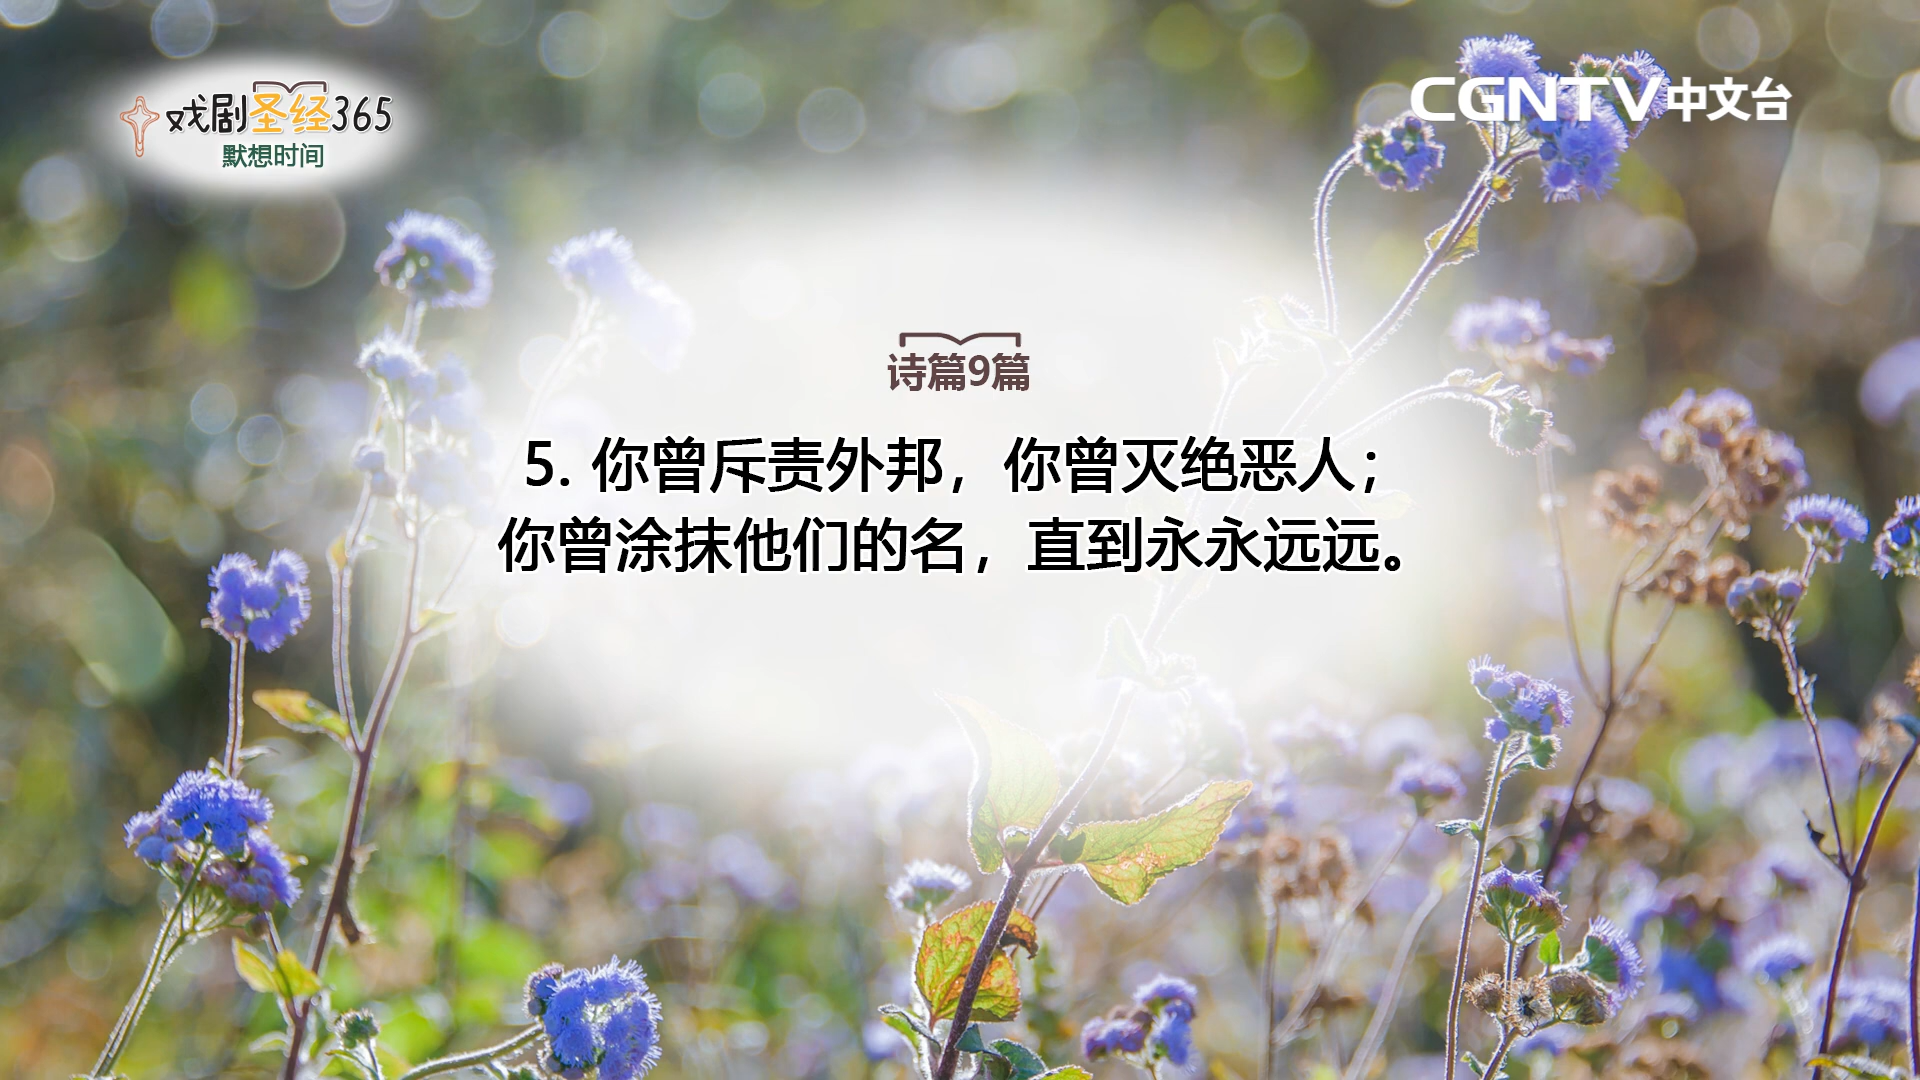 戏剧圣经365
默想时间
CGNTV中文台
诗篇9篇
5. 你曾斥责外邦，你曾灭绝恶人；
你曾涂抹他们的名，直到永永远远。